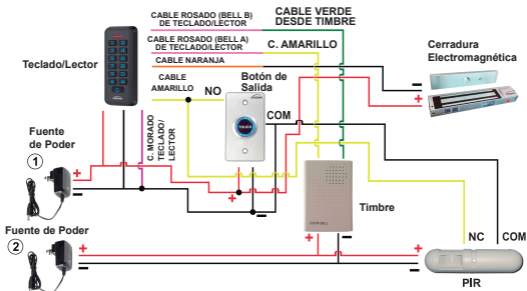 CABLE ROSADO (BELL B)
DE TECLADO/LECTOR
CABLE VERDE
DESDE TIMBRE
CABLE ROSADO (BELL A)
DE TECLADO/LECTOR
C. AMARILLO
CABLE NARANJA
Teclado/Lector
Cerradura
Electromagnética
CABLE
AMARILLO
NO
Botón de
Salida
COM
C. MORADO
TECLADO/
LECTOR
Fuente
de Poder
1
+
−
+
−
−
+
Timbre
Fuente de Poder
2
+
−
+
−
+
−
NC
COM
PIR